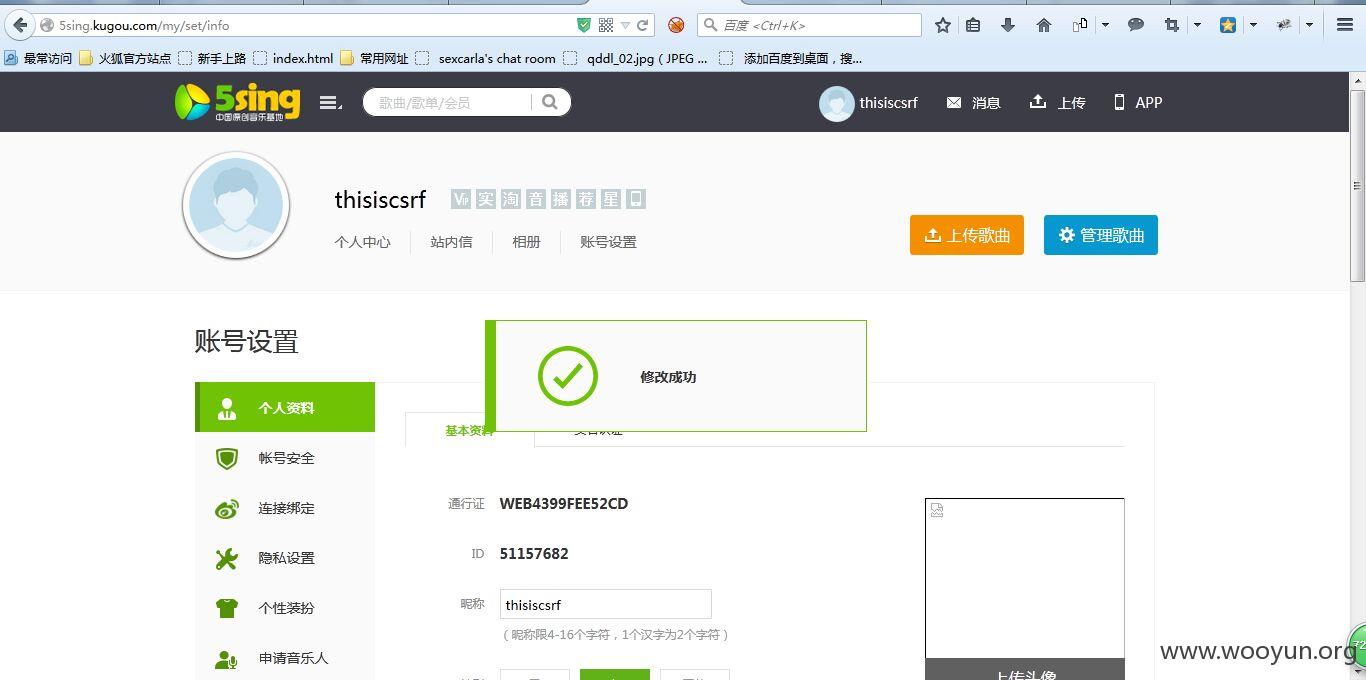 5sing.kugou.com/my/set/info
百度 <Ctrl+K>
最常访问 火狐官方站点 新手上路 index.html 常用网址 sexcarla's chat room qddl_02.jpg ( JPEG ... 添加百度到桌面，搜...
5sing
中国原创音乐基地
歌曲/歌单/会员
thisiscsrf 消息 上传 APP
thisiscsrf VIP 实 淘 音 播 荐 星
个人中心 站内信 相册 账号设置
上传歌曲 管理歌曲
账号设置
修改成功
个人资料
基本资料
帐号安全
通行证 WEB4399FEE52CD
连接绑定
ID 51157682
隐私设置
昵称 thisiscsrf
个性装扮
（昵称限4-16个字符，1个汉字为2个字符）
申请音乐人
上传头像
www.wooyun.org
72